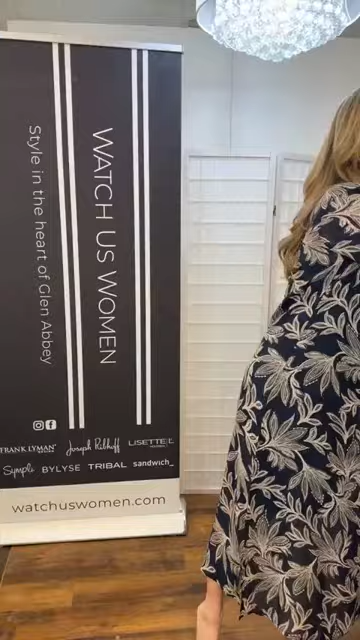 WATCH US WOMEN
Style in the heart of Glen Abbey
FRANK LYMAN Joseph Ribkoff LISETTE L
Sympli BYLYSE TRIBAL sandwich_
watchuswomen.com